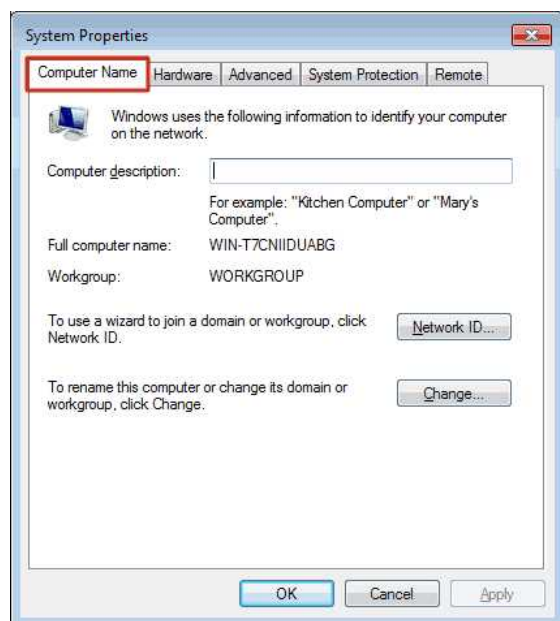 System Properties
Computer Name Hardware Advanced System Protection Remote
Windows uses the following information to identify your computer
on the network.
Computer description:
For example: "Kitchen Computer" or "Mary's
Computer".
Full computer name: WIN-T7CNIIDUABG
Workgroup: WORKGROUP
To use a wizard to join a domain or workgroup, click
Network ID.
Network ID...
To rename this computer or change its domain or
workgroup, click Change.
Change...
OK Cancel Apply